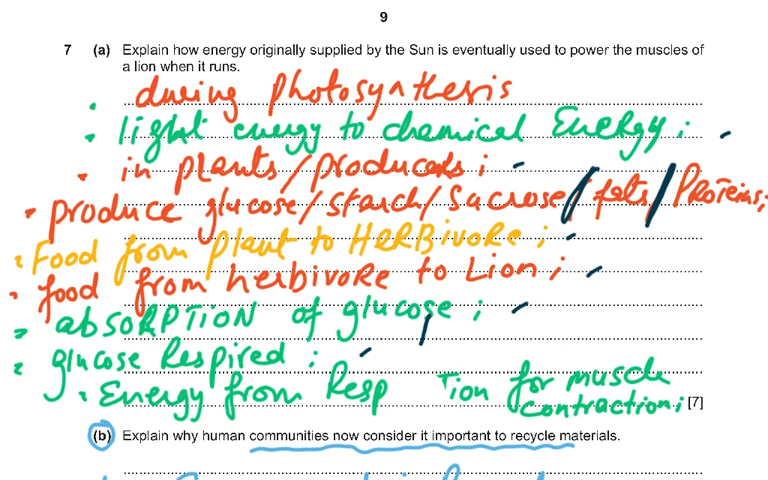 9
7 (a) Explain how energy originally supplied by the Sun is eventually used to power the muscles of
a lion when it runs.
during photosynthesis
light energy to chemical Energy;
in plants/producers;
produce glucose/starch/sucrose/fats/Proteins;
Food from plant to HERBivore;
food from herbivore to Lion;
absorption of glucose;
glucose Respired;
Energy from Resp tion for muscle
contraction; [7]
(b) Explain why human communities now consider it important to recycle materials.